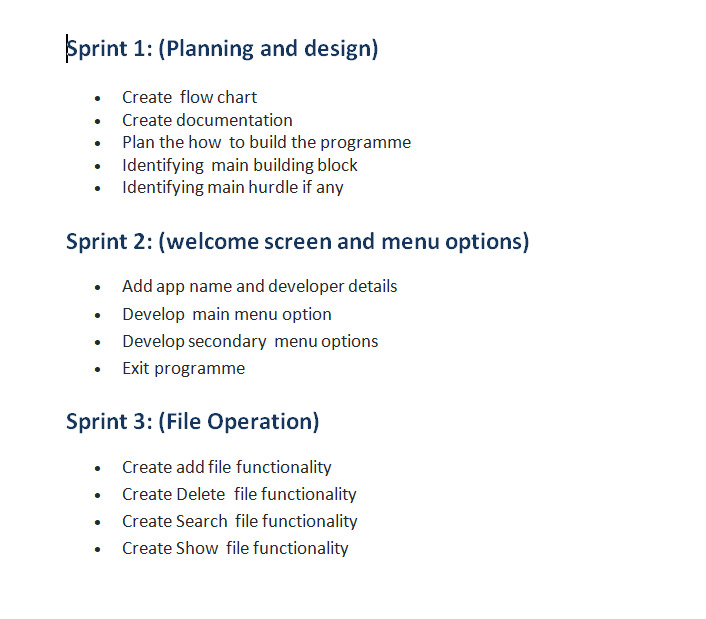 Sprint 1: (Planning and design)
• Create  flow chart
• Create documentation
• Plan the how  to build the programme
• Identifying  main building block
• Identifying main hurdle if any
Sprint 2: (welcome screen and menu options)
• Add app name and developer details
• Develop  main menu option
• Develop secondary  menu options
• Exit programme
Sprint 3: (File Operation)
• Create add file functionality
• Create Delete  file functionality
• Create Search  file functionality
• Create Show  file functionality